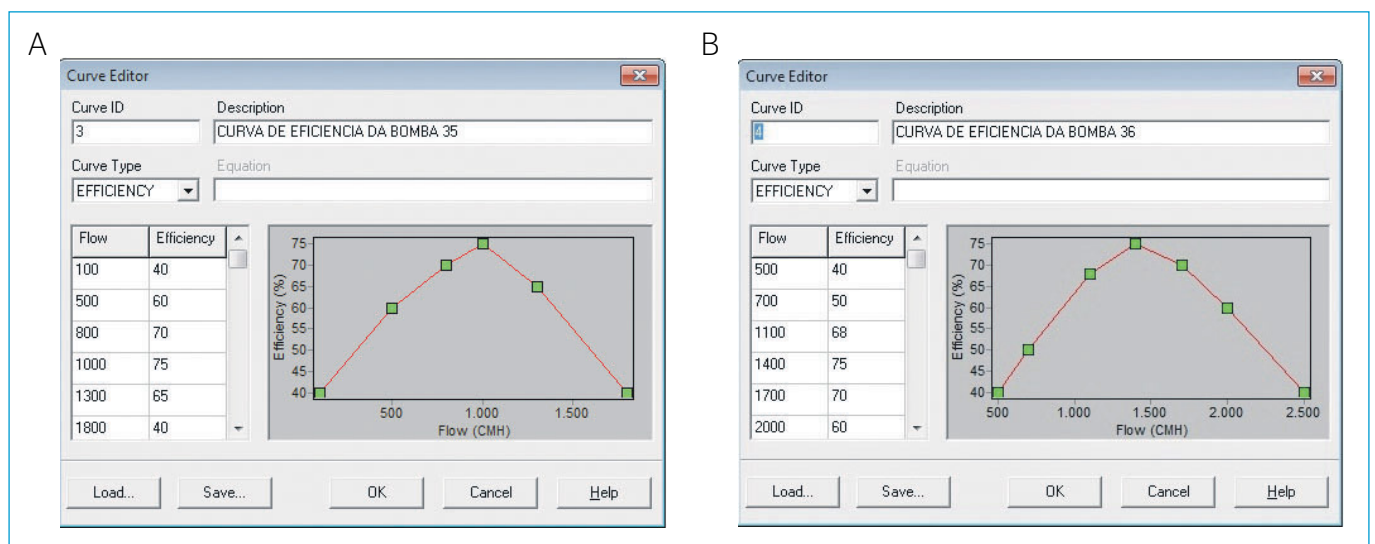 A
Curve Editor
Curve ID Description
3 CURVA DE EFICIENCIA DA BOMBA 35
Curve Type Equation
EFFICIENCY
Flow Efficiency
100 40
500 60
800 70
1000 75
1300 65
1800 40
Efficiency (%)
75
70
65
60
55
50
45
40
500 1.000 1.500
Flow (CMH)
Load... Save... OK Cancel Help
B
Curve Editor
Curve ID Description
4 CURVA DE EFICIENCIA DA BOMBA 36
Curve Type Equation
EFFICIENCY
Flow Efficiency
500 40
700 50
1100 68
1400 75
1700 70
2000 60
Efficiency (%)
75
70
65
60
55
50
45
40
500 1.000 1.500 2.000 2.500
Flow (CMH)
Load... Save... OK Cancel Help